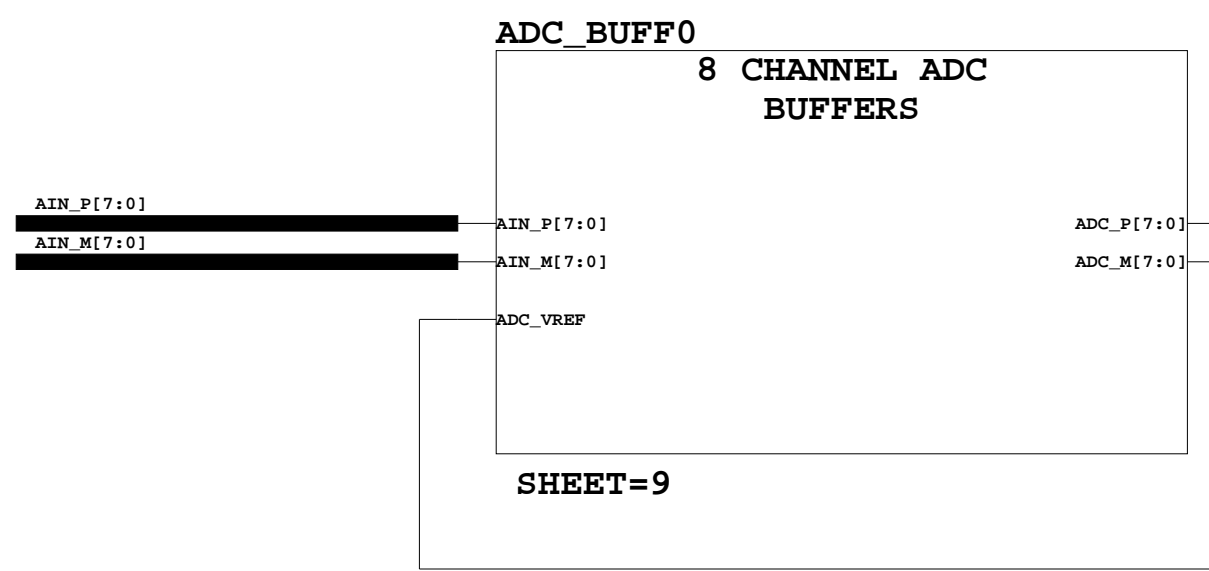 ADC_BUFF0
8 CHANNEL ADC
BUFFERS
AIN_P[7:0]
AIN_P[7:0]
ADC_P[7:0]
AIN_M[7:0]
AIN_M[7:0]
ADC_M[7:0]
ADC_VREF
SHEET=9